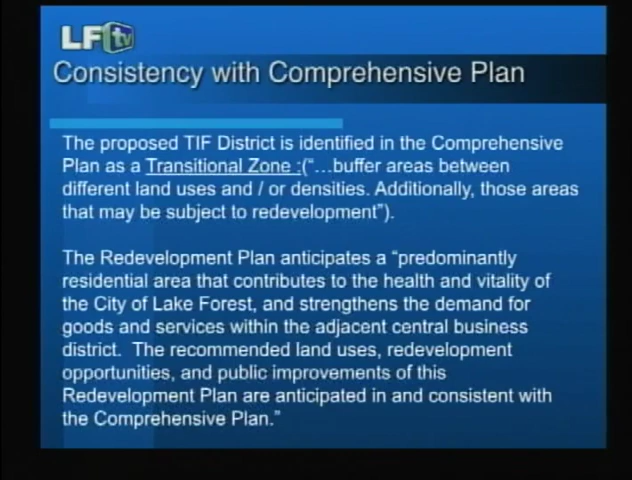 LFtv
Consistency with Comprehensive Plan
The proposed TIF District is identified in the Comprehensive
Plan as a Transitional Zone :(“…buffer areas between
different land uses and / or densities. Additionally, those areas
that may be subject to redevelopment”).
The Redevelopment Plan anticipates a “predominantly
residential area that contributes to the health and vitality of
the City of Lake Forest, and strengthens the demand for
goods and services within the adjacent central business
district.  The recommended land uses, redevelopment
opportunities, and public improvements of this
Redevelopment Plan are anticipated in and consistent with
the Comprehensive Plan.”